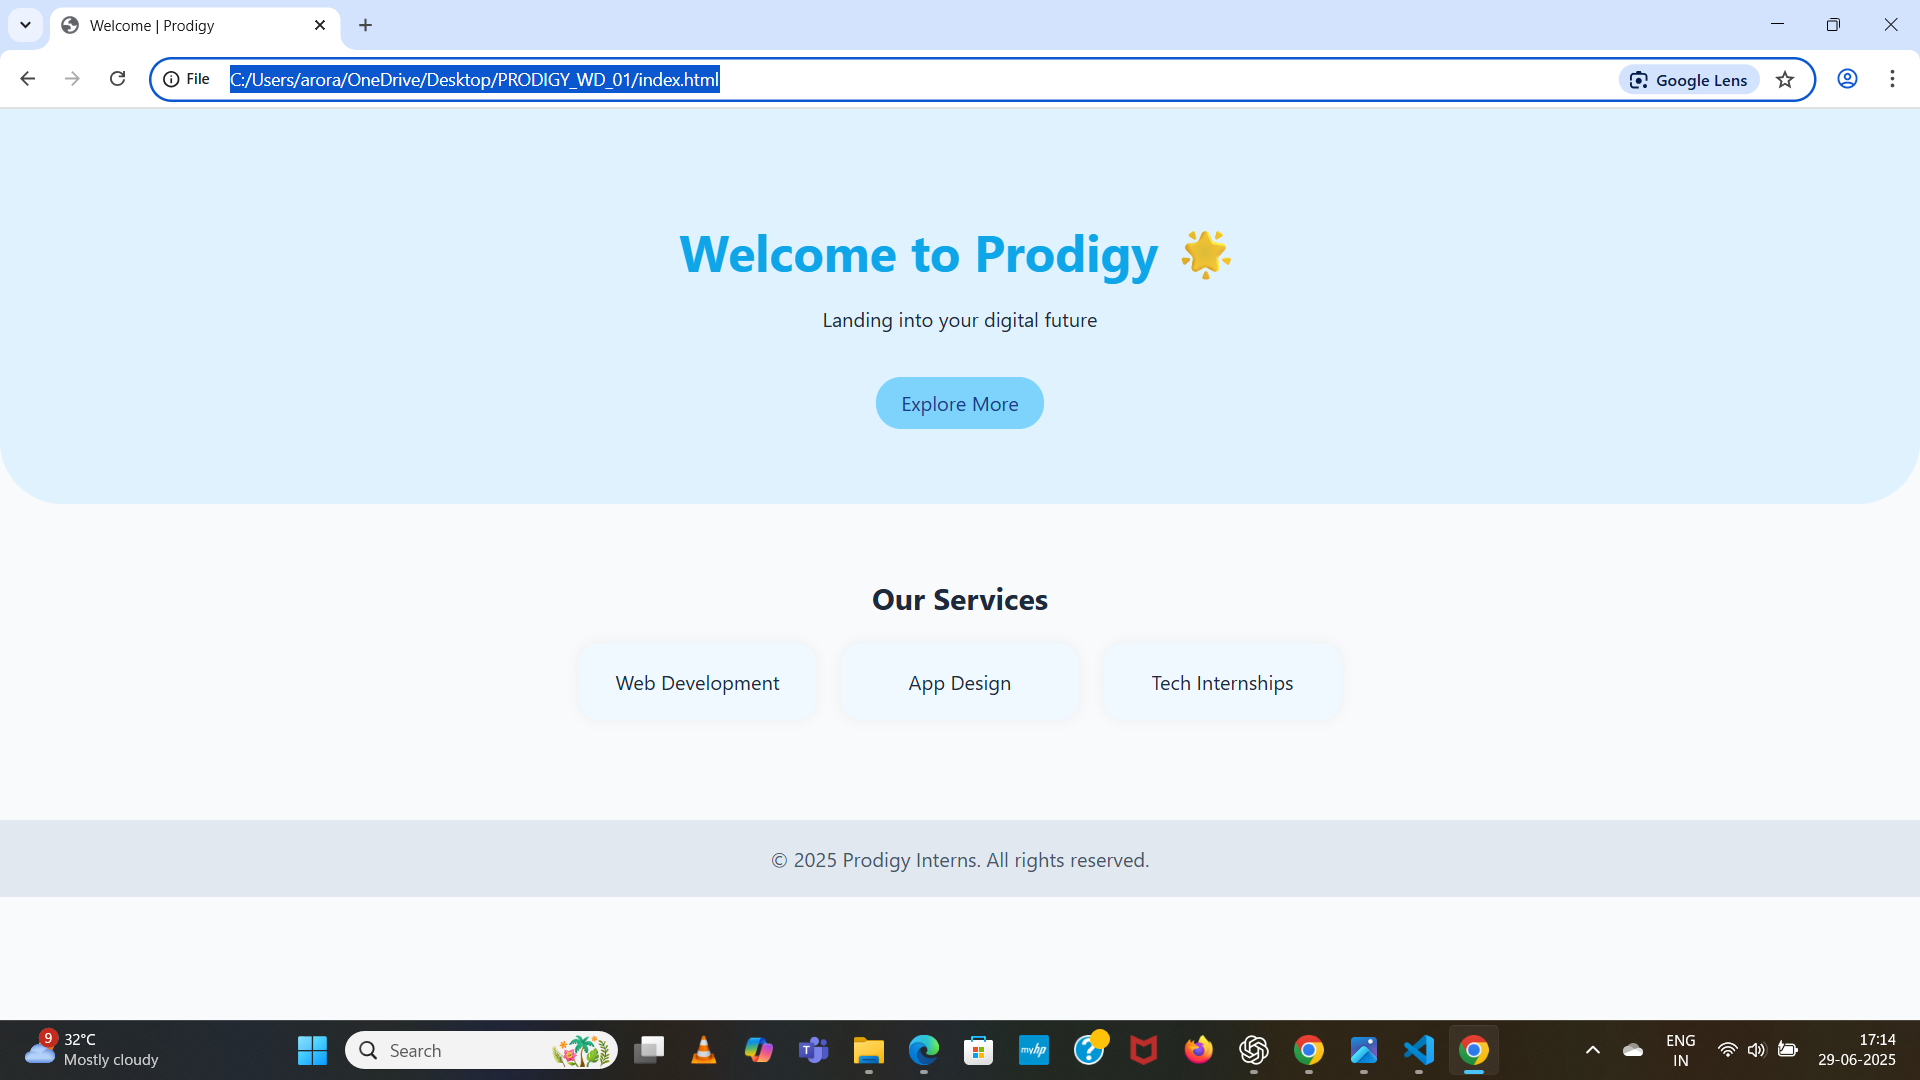 Welcome | Prodigy
File C:/Users/arora/OneDrive/Desktop/PRODIGY_WD_01/index.html Google Lens
Welcome to Prodigy 🌟
Landing into your digital future
Explore More
Our Services
Web Development App Design Tech Internships
© 2025 Prodigy Interns. All rights reserved.
9 32°C
Mostly cloudy
Search
myhp
ENG
IN
17:14
29-06-2025